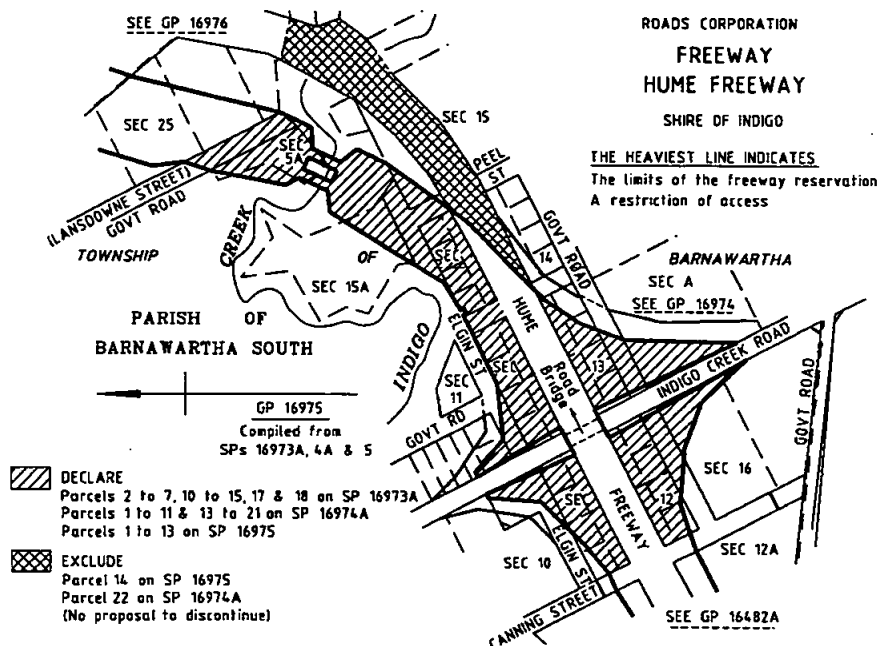 SEE GP 16976
ROADS CORPORATION
FREEWAY
HUME FREEWAY
SHIRE OF INDIGO
THE HEAVIEST LINE INDICATES
The limits of the freeway reservation
A restriction of access
SEC 25
SEC 15
SEC
5A
PEEL
ST
(LANSDOWNE STREET)
GOVT ROAD
GOVT ROAD
TOWNSHIP
CREEK
OF
SEC
14
BARNAWARTHA
SEC A
SEE GP 16974
SEC 15A
HUME
PARISH OF
BARNAWARTHA SOUTH
INDIGO
ELGIN ST
SEC
13
Road
Bridge
INDIGO CREEK ROAD
GOVT ROAD
SEC
11
GOVT RD
GP 16975
Compiled from
SPs 16973A, 4A & 5
SEC 16
DECLARE
Parcels 2 to 7, 10 to 15, 17 & 18 on SP 16973A
Parcels 1 to 11 & 13 to 21 on SP 16974A
Parcels 1 to 13 on SP 16975
SEC
12
FREEWAY
EXCLUDE
Parcel 14 on SP 16975
Parcel 22 on SP 16974A
(No proposal to discontinue)
SEC 10
ELGIN ST
SEC 12A
CANNING STREET
SEE GP 16482A